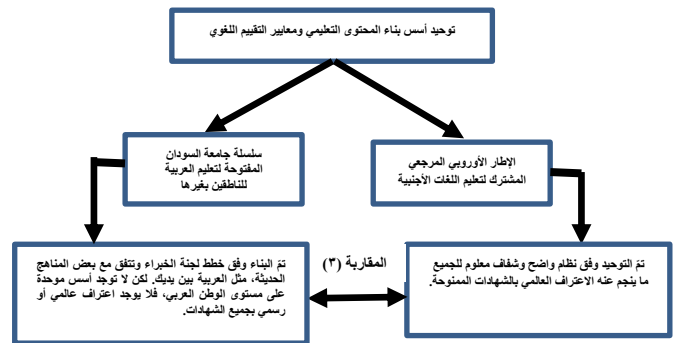 توحيد أسس بناء المحتوى التعليمي ومعايير التقييم اللغوي
الإطار الأوروبي المرجعي
المشترك لتعليم اللغات الأجنبية
سلسلة جامعة السودان
المفتوحة لتعليم العربية
للناطقين بغيرها
تمّ التوحيد وفق نظام واضح وشفاف معلوم للجميع
ما ينجم عنه الاعتراف العالمي بالشهادات الممنوحة.
المقاربة (٣)
تمّ البناء وفق خطط لجنة الخبراء وتتفق مع بعض المناهج
الحديثة، مثل العربية بين يديك. لكن لا توجد أسس موحدة
على مستوى الوطن العربي، فلا يوجد اعتراف عالمي أو
رسمي بجميع الشهادات.